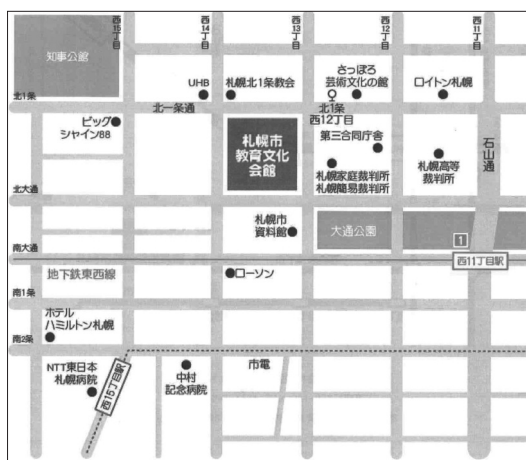 西15丁目
西14丁目
西13丁目
西12丁目
西11丁目
知事公館
北1条
UHB
札幌北1条教会
さっぽろ
芸術文化の館
ロイトン札幌
北一条通
北1条
西12丁目
ビッグ
シャイン88
札幌市
教育文化
会館
第三合同庁舎
石山通
札幌家庭裁判所
札幌簡易裁判所
札幌高等
裁判所
北大通
札幌市
資料館
大通公園
1
南大通
西11丁目駅
地下鉄東西線
ローソン
南1条
ホテル
ハミルトン札幌
南2条
NTT東日本
札幌病院
西15丁目駅
中村
記念病院
市電